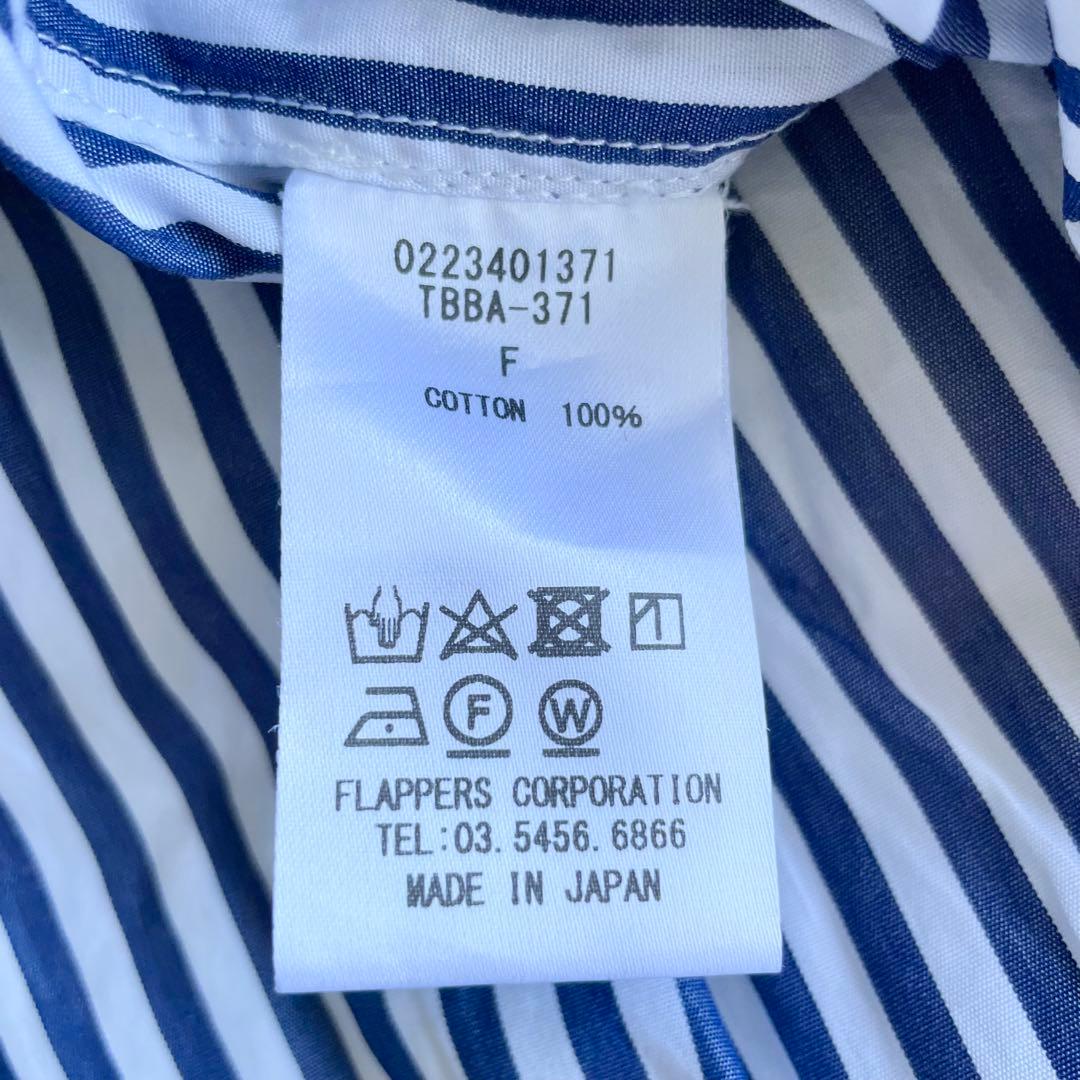 0223401371
TBBA-371
F
COTTON 100%
F W
FLAPPERS CORPORATION
TEL:03.5456.6866
MADE IN JAPAN